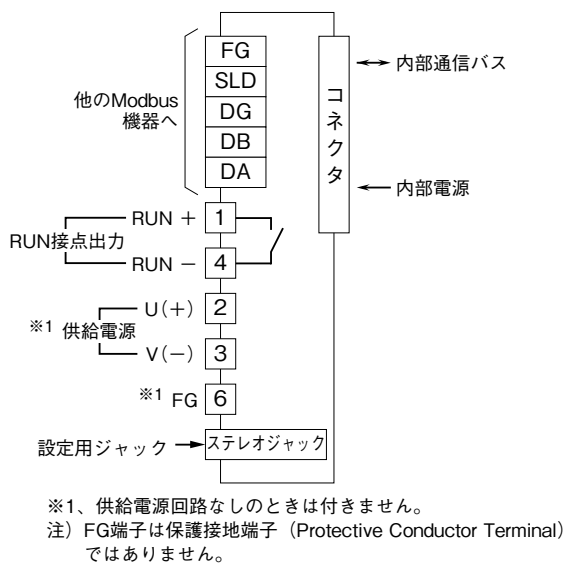 FG
SLD
DG
DB
DA
他のModbus
機器へ
コネクタ
内部通信バス
内部電源
RUN + 1
RUN接点出力
RUN − 4
U(+) 2
※1 供給電源
V(−) 3
※1 FG 6
設定用ジャック ステレオジャック
※1、供給電源回路なしのときは付きません。
注）FG端子は保護接地端子（Protective Conductor Terminal）
ではありません。